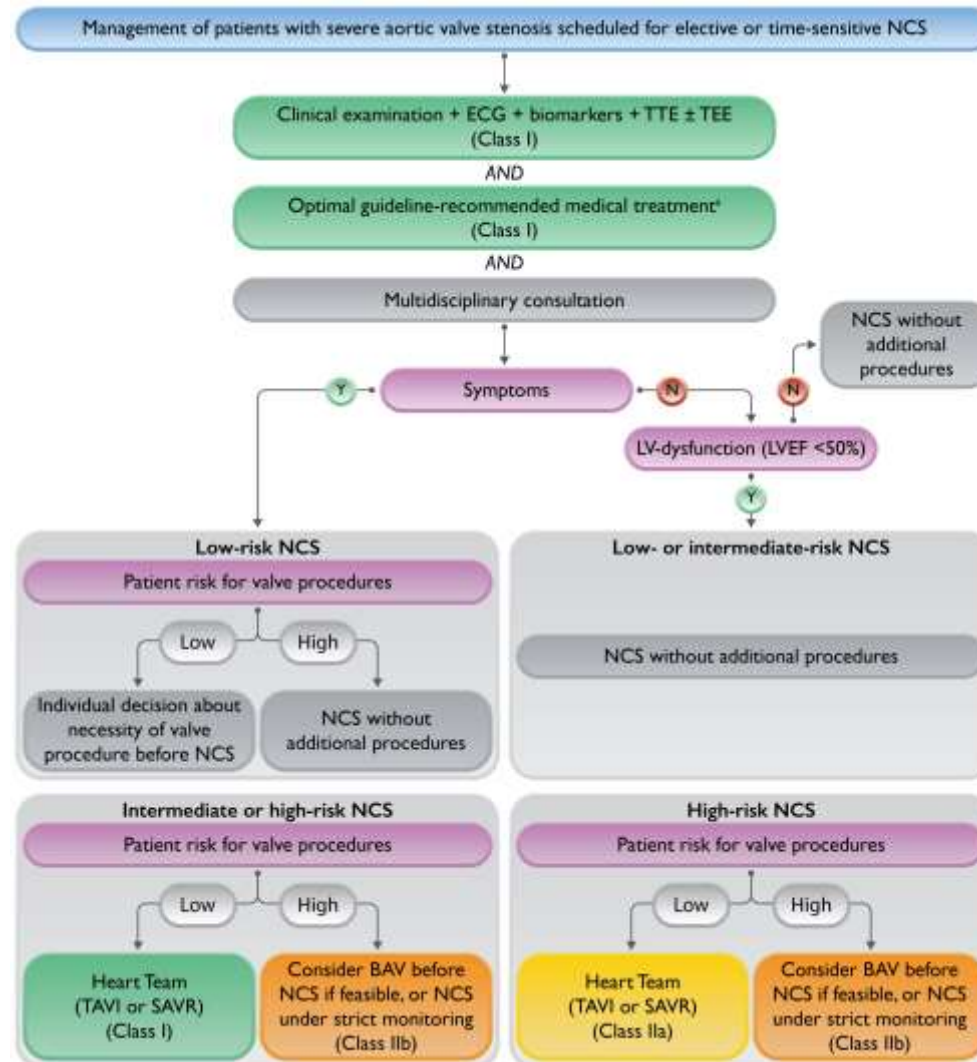 Management of patients with severe aortic valve stenosis scheduled for elective or time-sensitive NCS
Clinical examination + ECG + biomarkers + TTE ± TEE
(Class I)
AND
Optimal guideline-recommended medical treatmentᵃ
(Class I)
AND
Multidisciplinary consultation
NCS without
additional
procedures
Y
Symptoms
N
N
LV-dysfunction (LVEF <50%)
Y
Low-risk NCS
Patient risk for valve procedures
Low
High
Individual decision about
necessity of valve
procedure before NCS
NCS without
additional procedures
Low- or intermediate-risk NCS
NCS without additional procedures
Intermediate or high-risk NCS
Patient risk for valve procedures
Low
High
Heart Team
(TAVI or SAVR)
(Class I)
Consider BAV before
NCS if feasible, or NCS
under strict monitoring
(Class IIb)
High-risk NCS
Patient risk for valve procedures
Low
High
Heart Team
(TAVI or SAVR)
(Class IIa)
Consider BAV before
NCS if feasible, or NCS
under strict monitoring
(Class IIb)